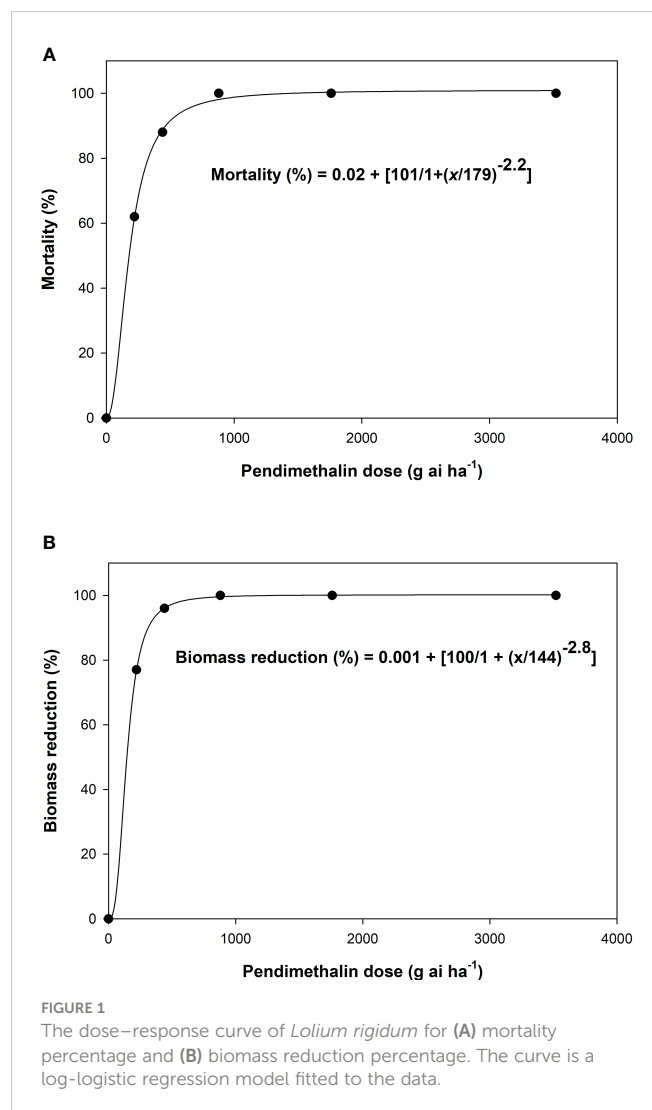 A
100
80
60
40
20
0
Mortality (%)
Mortality (%) = 0.02 + [101/1+(x/179)^-2.2]
0 1000 2000 3000 4000
Pendimethalin dose (g ai ha^-1)
B
100
80
60
40
20
0
Biomass reduction (%)
Biomass reduction (%) = 0.001 + [100/1 + (x/144)^-2.8]
0 1000 2000 3000 4000
Pendimethalin dose (g ai ha^-1)
FIGURE 1
The dose–response curve of Lolium rigidum for (A) mortality
percentage and (B) biomass reduction percentage. The curve is a
log-logistic regression model fitted to the data.